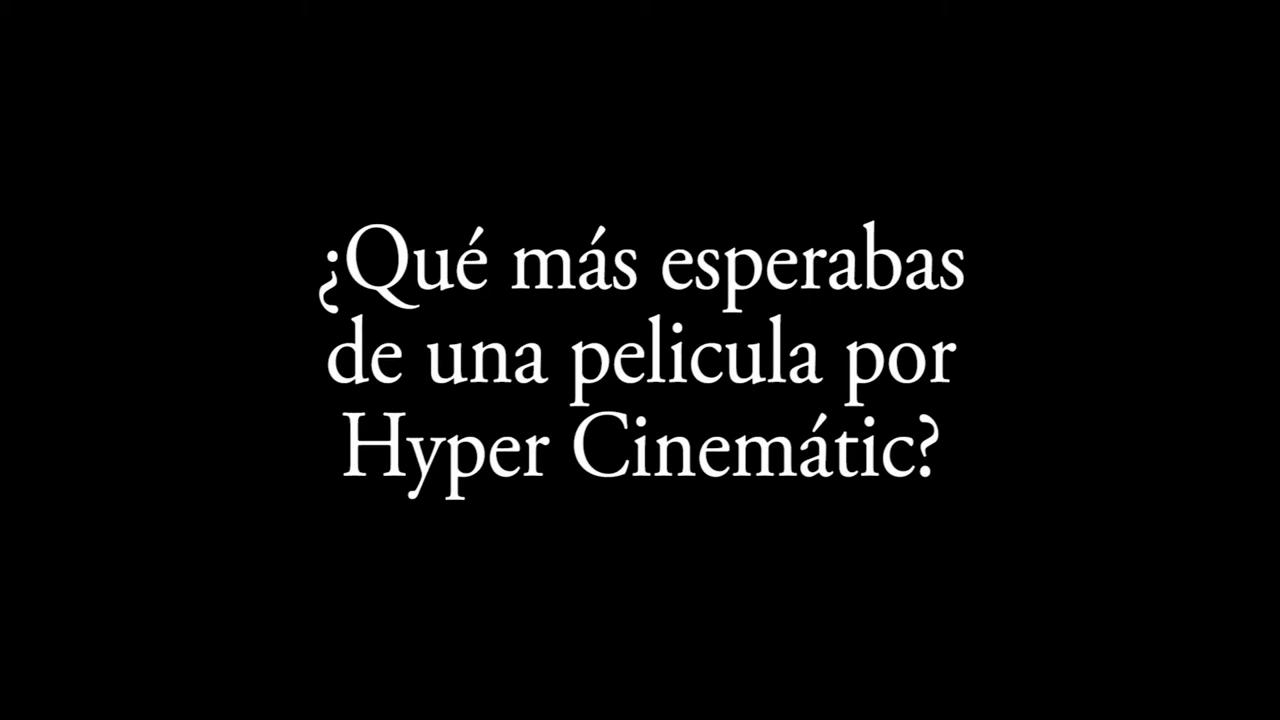 ¿Qué más esperabas
de una pelicula por
Hyper Cinemátic?